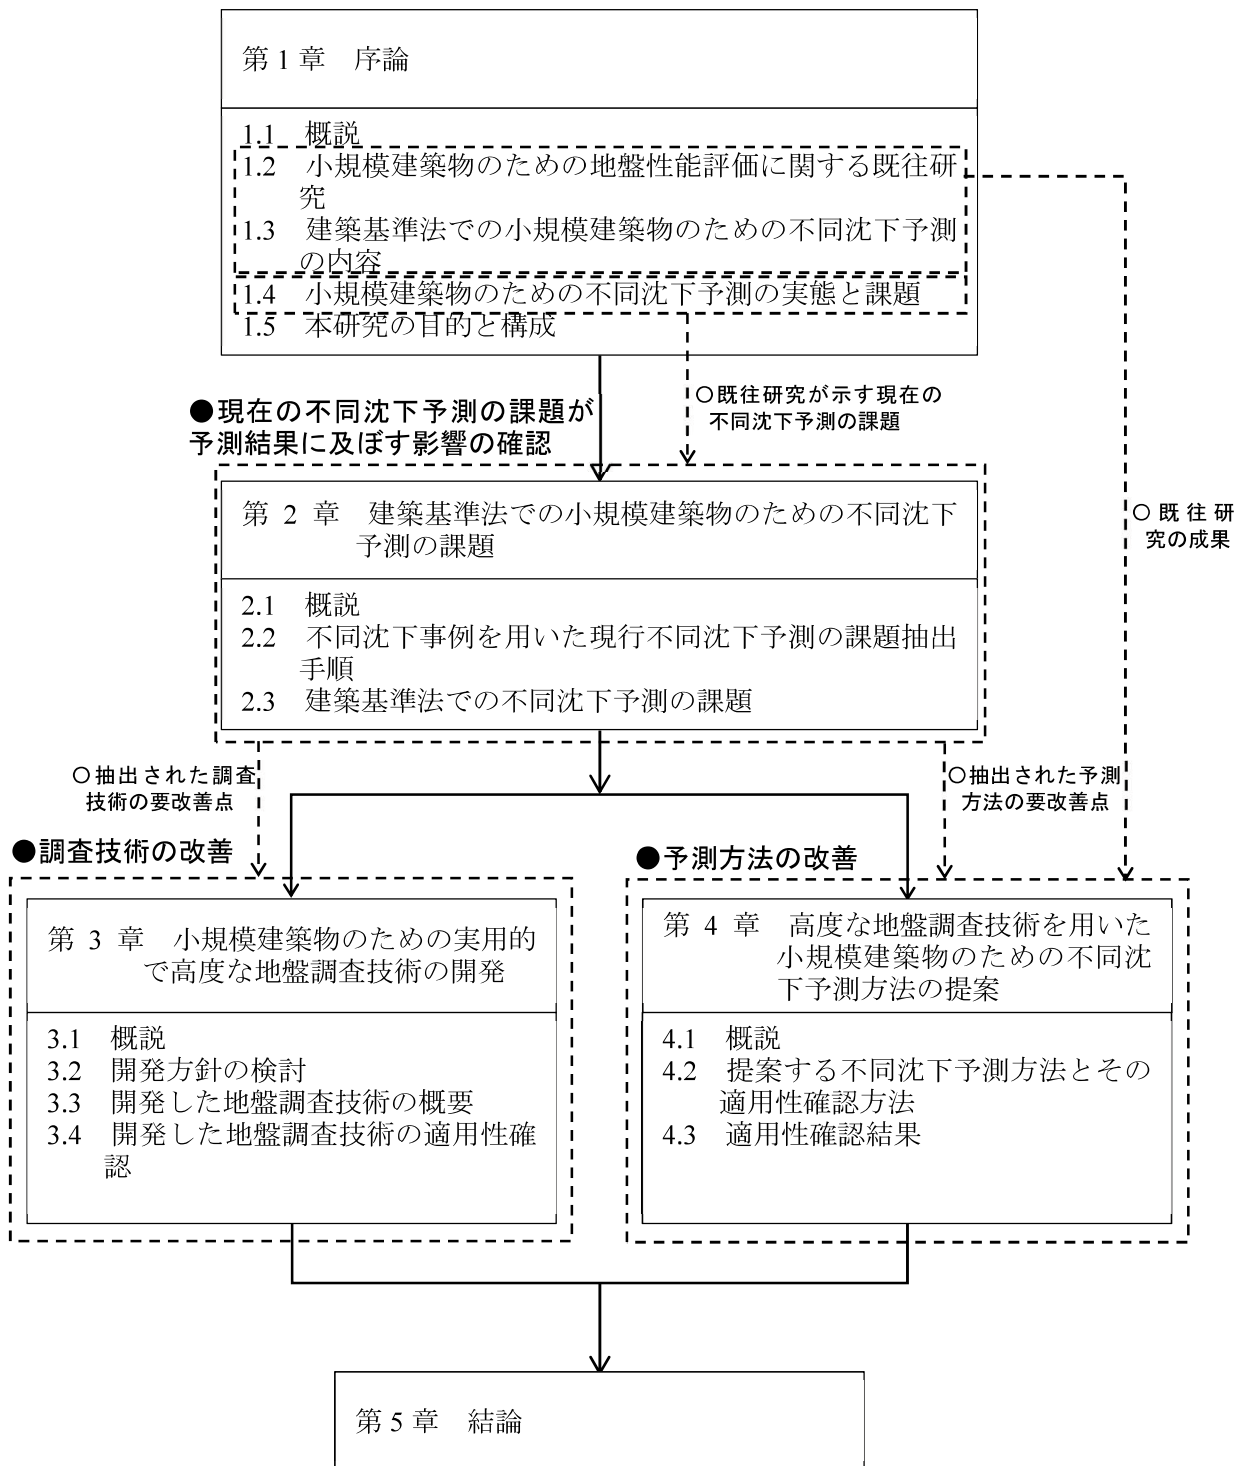 第 1 章　序論
1.1　概説
1.2　小規模建築物のための地盤性能評価に関する既往研
究
1.3　建築基準法での小規模建築物のための不同沈下予測
の内容
1.4　小規模建築物のための不同沈下予測の実態と課題
1.5　本研究の目的と構成
●現在の不同沈下予測の課題が
予測結果に及ぼす影響の確認
○既往研究が示す現在の
不同沈下予測の課題
第 2 章　建築基準法での小規模建築物のための不同沈下
予測の課題
2.1　概説
2.2　不同沈下事例を用いた現行不同沈下予測の課題抽出
手順
2.3　建築基準法での不同沈下予測の課題
○既往研
究の成果
○抽出された調査
技術の要改善点
○抽出された予測
方法の要改善点
●調査技術の改善
第 3 章　小規模建築物のための実用的
で高度な地盤調査技術の開発
3.1　概説
3.2　開発方針の検討
3.3　開発した地盤調査技術の概要
3.4　開発した地盤調査技術の適用性確
認
●予測方法の改善
第 4 章　高度な地盤調査技術を用いた
小規模建築物のための不同沈
下予測方法の提案
4.1　概説
4.2　提案する不同沈下予測方法とその
適用性確認方法
4.3　適用性確認結果
第 5 章　結論